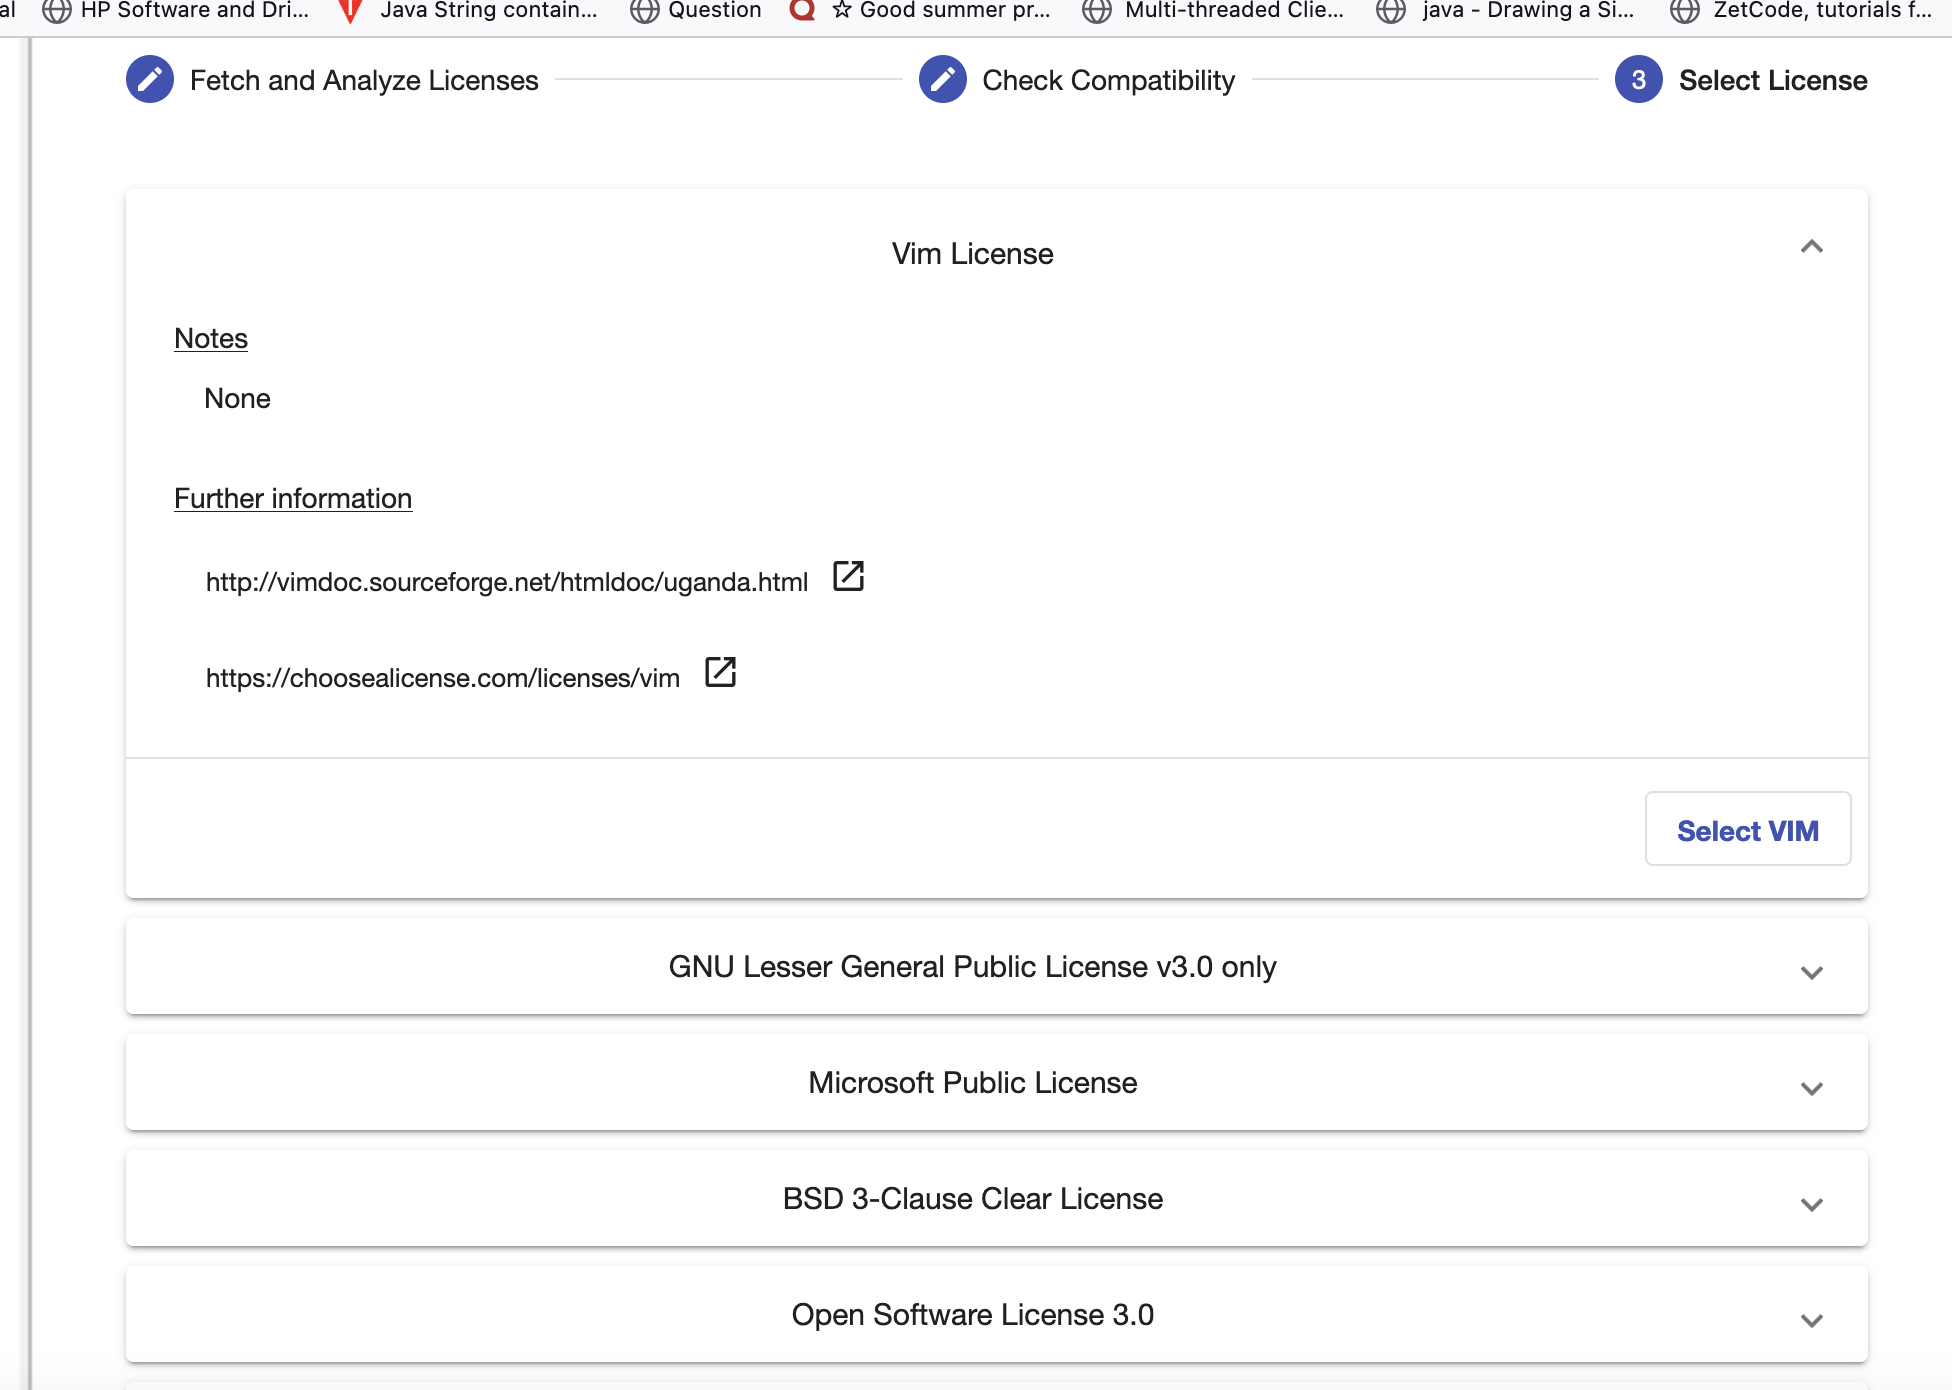 al HP Software and Dri... Java String contain... Question ☆ Good summer pr... Multi-threaded Clie... java - Drawing a Si... ZetCode, tutorials f...
Fetch and Analyze Licenses Check Compatibility 3 Select License
Vim License
Notes
None
Further information
http://vimdoc.sourceforge.net/htmldoc/uganda.html
https://choosealicense.com/licenses/vim
Select VIM
GNU Lesser General Public License v3.0 only
Microsoft Public License
BSD 3-Clause Clear License
Open Software License 3.0